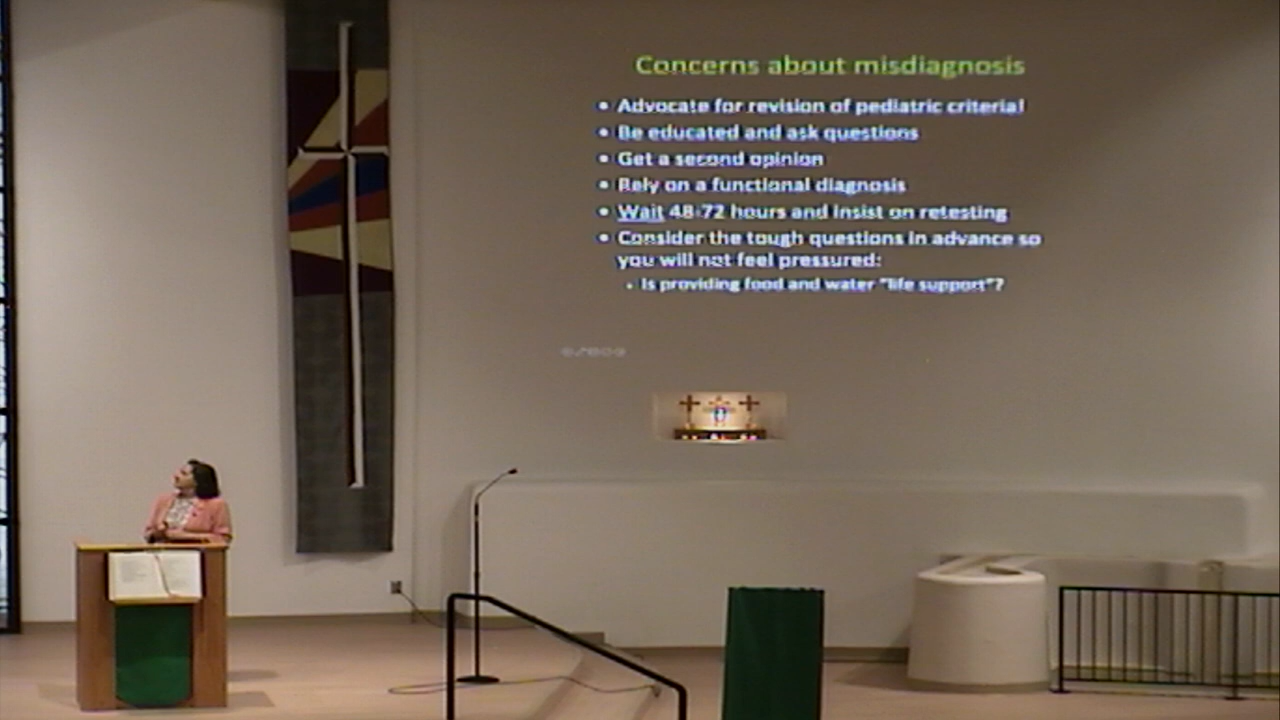 Concerns about misdiagnosis
• Advocate for revision of pediatric criteria!
• Be educated and ask questions
• Get a second opinion
• Rely on a functional diagnosis
• Wait 48-72 hours and insist on retesting
• Consider the tough questions in advance so
you will not feel pressured:
• Is providing food and water "life support"?